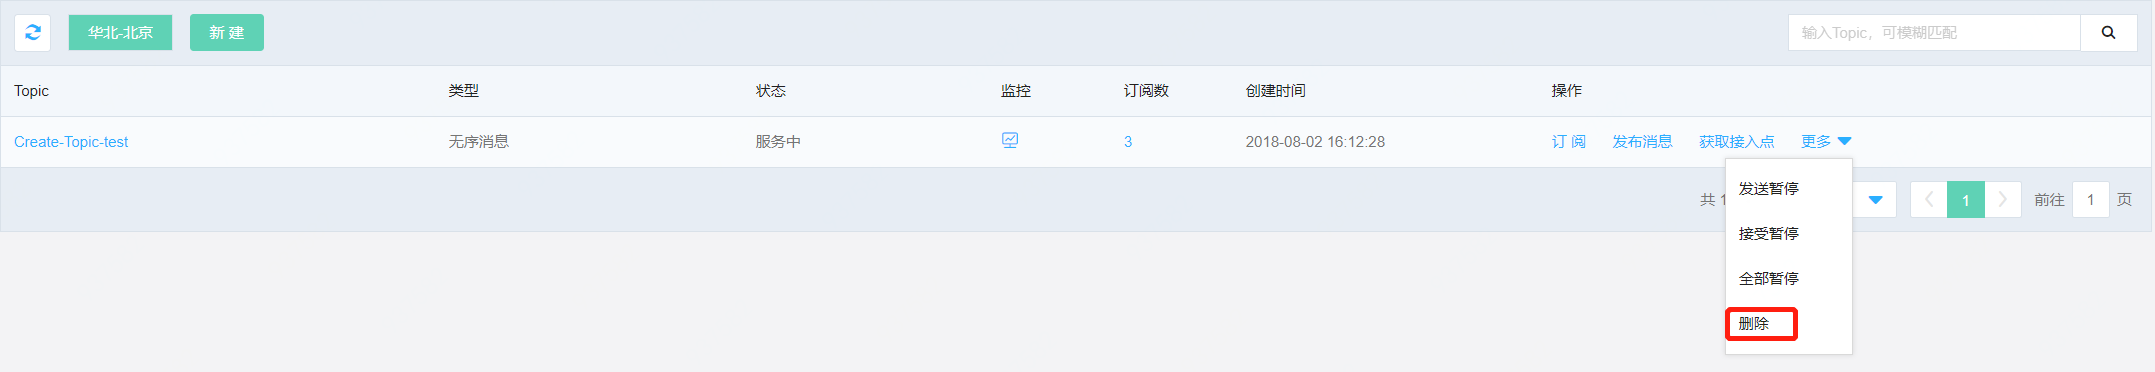 华北-北京 新 建 输入Topic，可模糊匹配
Topic 类型 状态 监控 订阅数 创建时间 操作
Create-Topic-test 无序消息 服务中 3 2018-08-02 16:12:28 订 阅 发布消息 获取接入点 更多
发送暂停
共 1 1 前往 1 页
接受暂停
全部暂停
删除